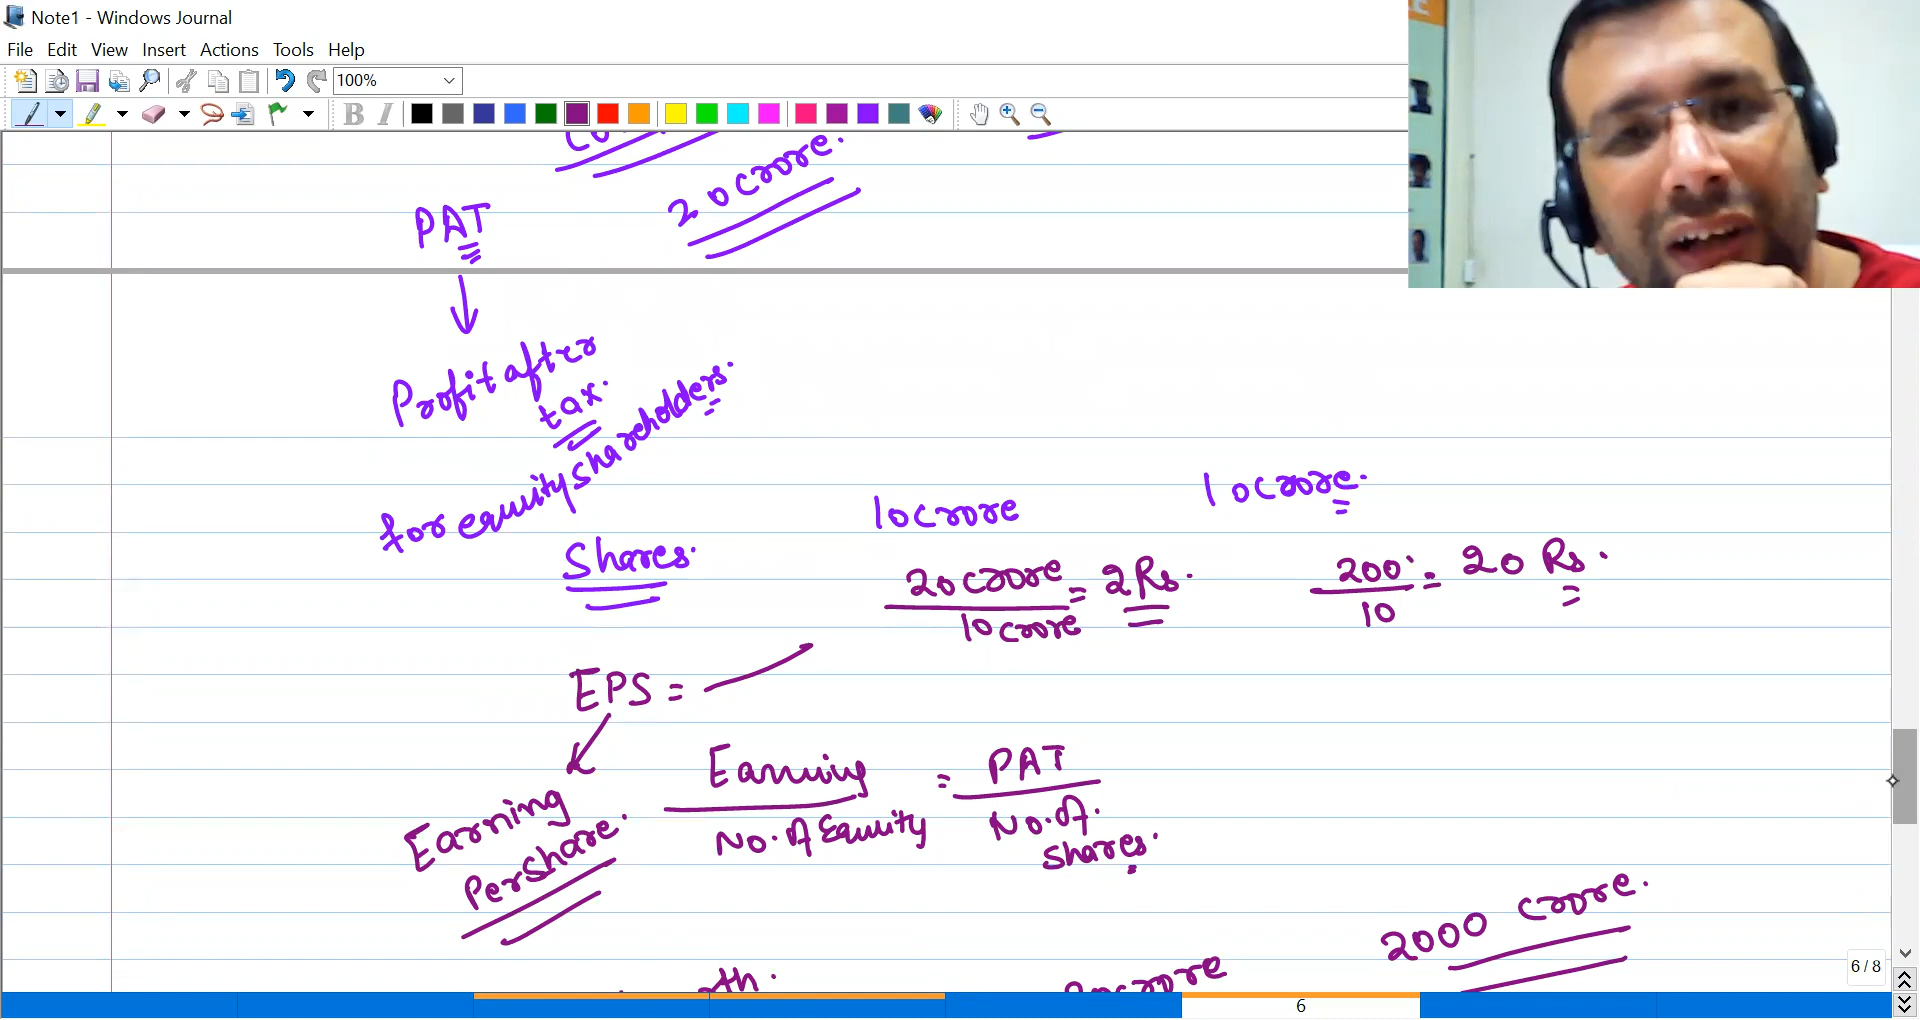 Note1 - Windows Journal
File Edit View Insert Actions Tools Help
100%
B I
20 crore.
PAT
Profit after
tax.
for equity shareholders.
Shares.
10 crore
10 crore.
20 crore = 2 Rs.
10 crore
200 = 20 Rs.
10
EPS =
Earning
Per Share.
Earning = PAT
No. of Equity
No. of.
Shares.
2000 crore.
6 / 8
6